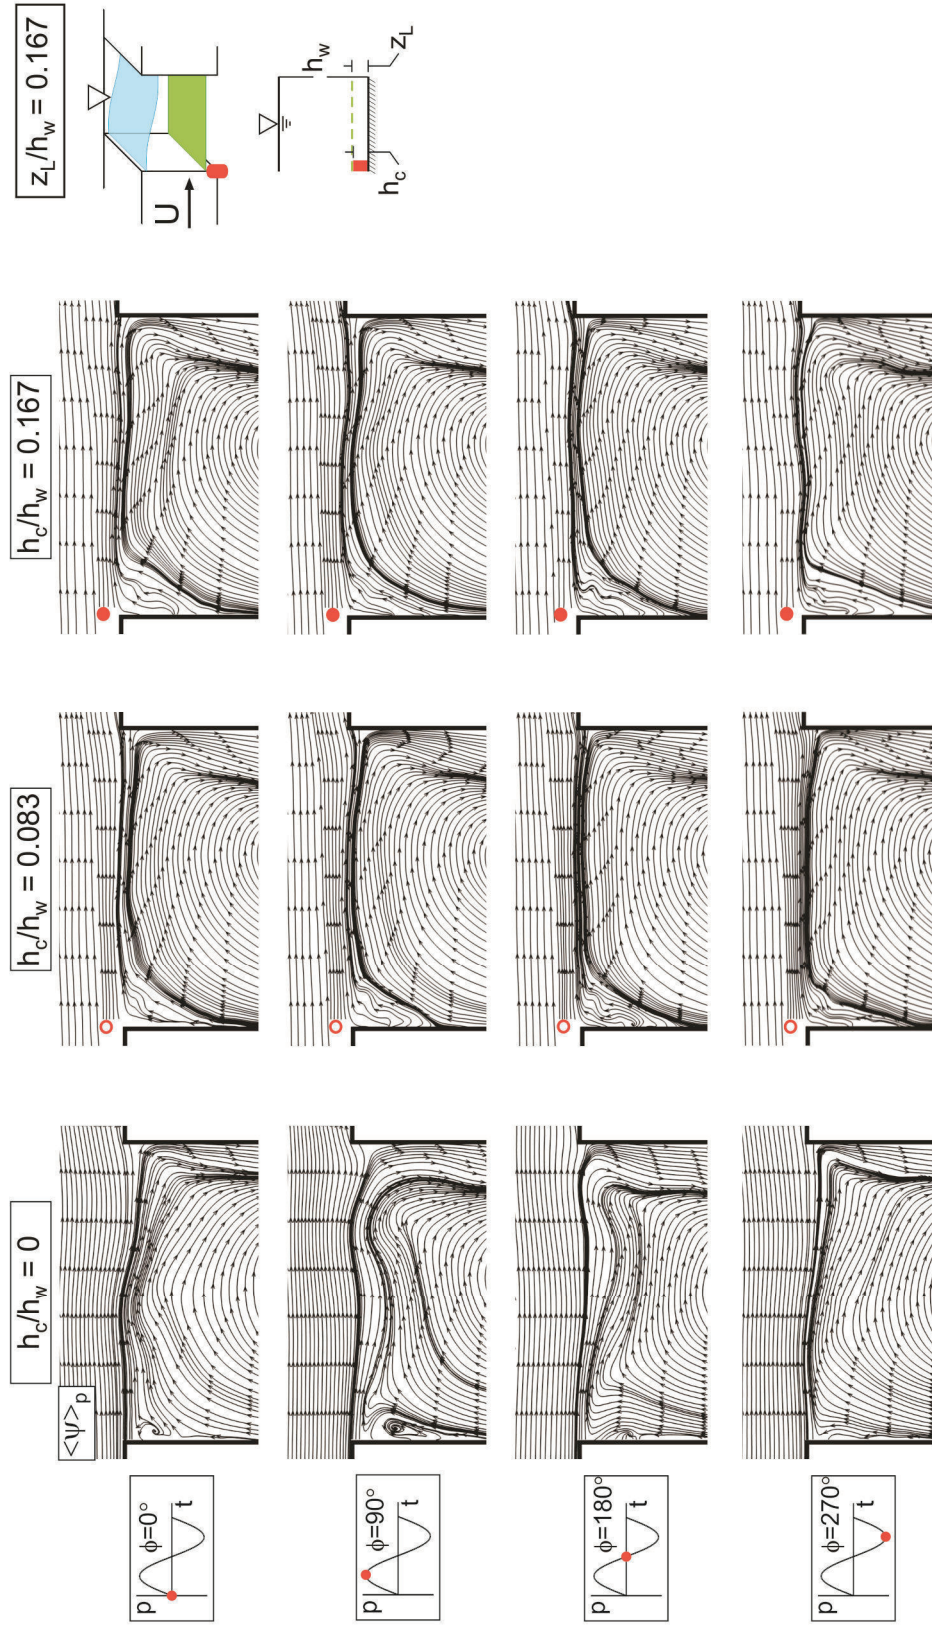 h_c/h_w = 0
h_c/h_w = 0.083
h_c/h_w = 0.167
z_L/h_w = 0.167
<ψ>_p
p
ϕ=0°
t
p
ϕ=90°
t
p
ϕ=180°
t
p
ϕ=270°
t
U
h_c
h_w
z_L